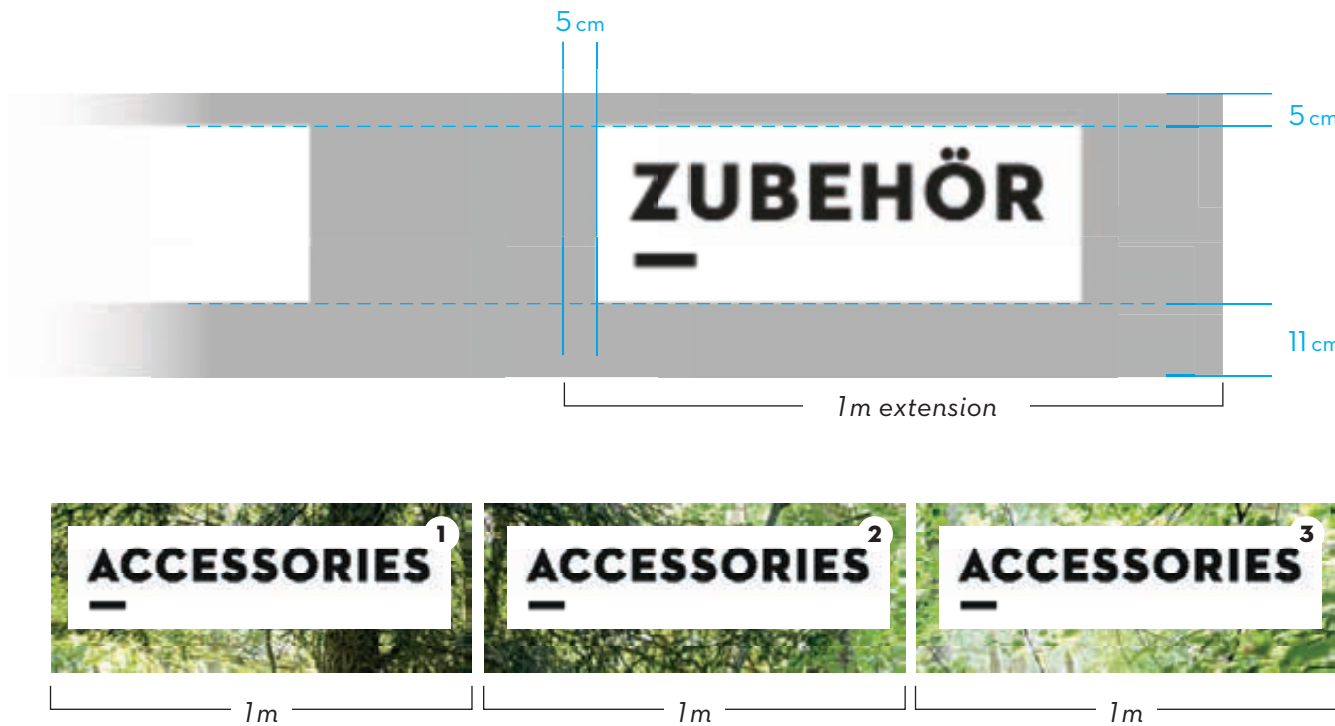 5 cm
5 cm
ZUBEHÖR
11 cm
1m extension
1
ACCESSORIES
2
ACCESSORIES
3
ACCESSORIES
1m
1m
1m